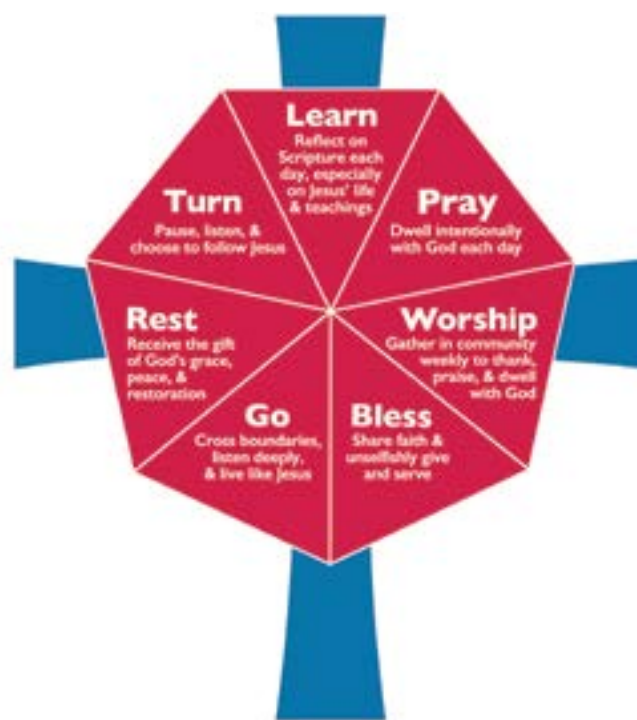 Learn
Reflect on
Scripture each
day, especially
on Jesus' life
& teachings
Pray
Dwell intentionally
with God each day
Worship
Gather in community
weekly to thank,
praise, & dwell
with God
Bless
Share faith &
unselfishly give
and serve
Go
Cross boundaries,
listen deeply,
& live like Jesus
Rest
Receive the gift
of God's grace,
peace, &
restoration
Turn
Pause, listen, &
choose to follow Jesus